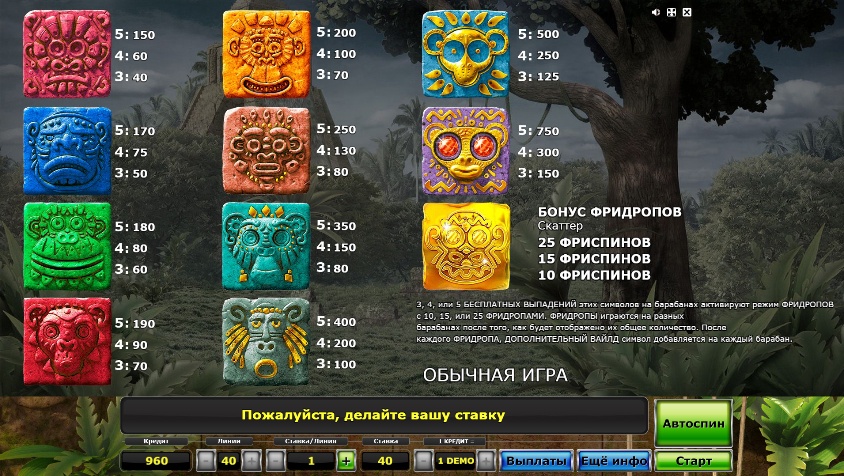 5: 150
4: 60
3: 40
5: 170
4: 75
3: 50
5: 180
4: 80
3: 60
5: 190
4: 90
3: 70
5: 200
4: 100
3: 70
5: 250
4: 130
3: 80
5: 350
4: 150
3: 80
5: 400
4: 200
3: 100
5: 500
4: 250
3: 125
5: 750
4: 300
3: 150
БОНУС ФРИДРОПОВ
Скаттер
25 ФРИСПИНОВ
15 ФРИСПИНОВ
10 ФРИСПИНОВ
3, 4, или 5 БЕСПЛАТНЫХ ВЫПАДЕНИЙ этих символов на барабанах активируют режим ФРИДРОПОВ
с 10, 15, или 25 ФРИДРОПАМИ. ФРИДРОПЫ играются на разных
барабанах после того, как будет отображено их общее количество. После
каждого ФРИДРОПА, ДОПОЛНИТЕЛЬНЫЙ ВАЙЛД символ добавляется на каждый барабан.
ОБЫЧНАЯ ИГРА
Пожалуйста, делайте вашу ставку
Автоспин
Кредит Линии Ставка/Линия Ставка 1 КРЕДИТ =
960 - 40 - - 1 + 40 - 1 DEMO + Выплаты Ещё инфо Старт